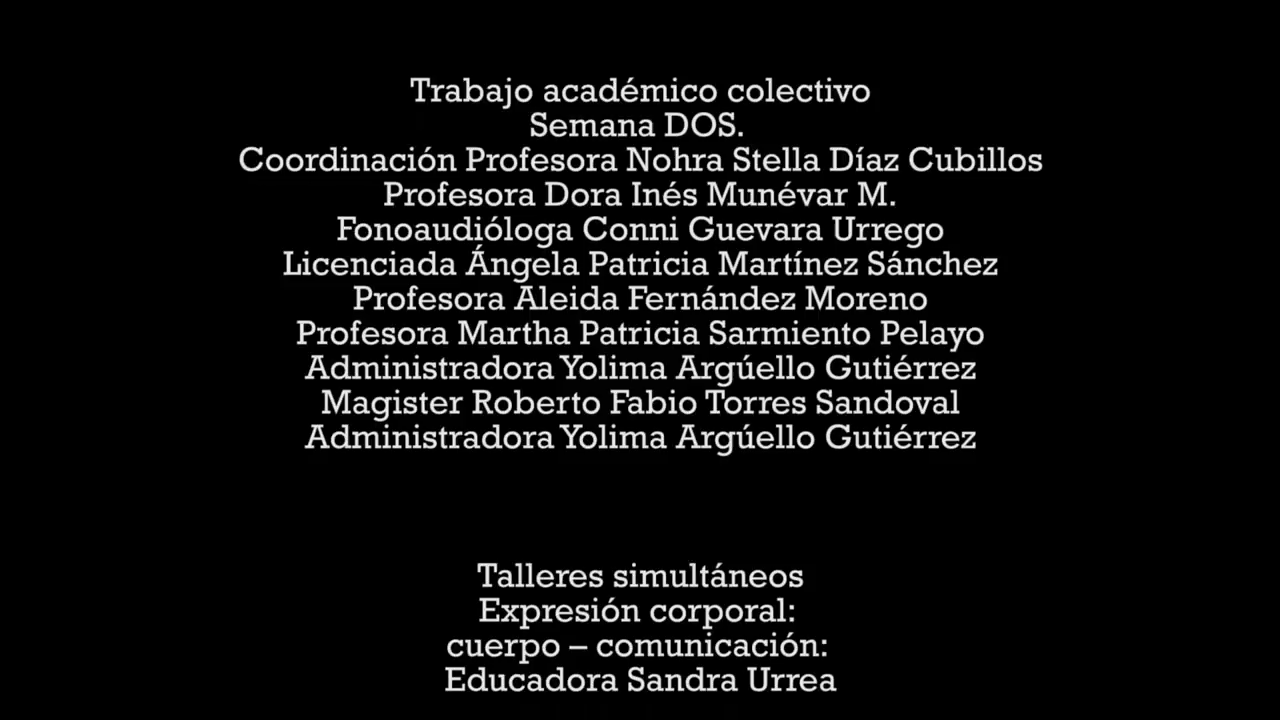 Trabajo académico colectivo
Semana DOS.
Coordinación Profesora Nohra Stella Díaz Cubillos
Profesora Dora Inés Munévar M.
Fonoaudióloga Conni Guevara Urrego
Licenciada Ángela Patricia Martínez Sánchez
Profesora Aleida Fernández Moreno
Profesora Martha Patricia Sarmiento Pelayo
Administradora Yolima Argúello Gutiérrez
Magister Roberto Fabio Torres Sandoval
Administradora Yolima Argúello Gutiérrez
Talleres simultáneos
Expresión corporal:
cuerpo – comunicación:
Educadora Sandra Urrea